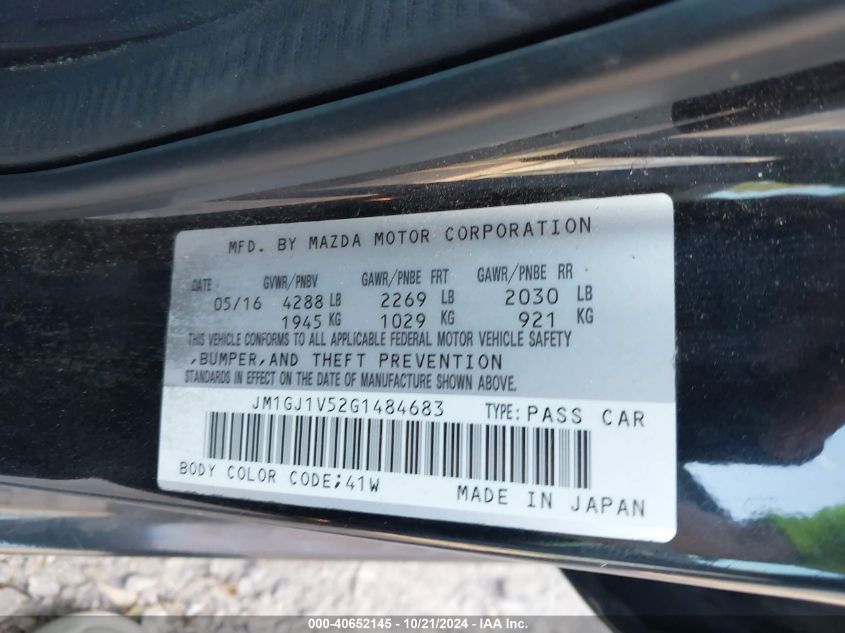 MFD. BY MAZDA MOTOR CORPORATION
DATE GVWR/PNBV GAWR/PNBE FRT GAWR/PNBE RR
05/16 4288 LB 2269 LB 2030 LB
1945 KG 1029 KG 921 KG
THIS VEHICLE CONFORMS TO ALL APPLICABLE FEDERAL MOTOR VEHICLE SAFETY
,BUMPER,AND THEFT PREVENTION
STANDARDS IN EFFECT ON THE DATE OF MANUFACTURE SHOWN ABOVE.
JM1GJ1V52G1484683 TYPE: PASS CAR
BODY COLOR CODE;41W
MADE IN JAPAN
000-40652145 - 10/21/2024 - IAA Inc.